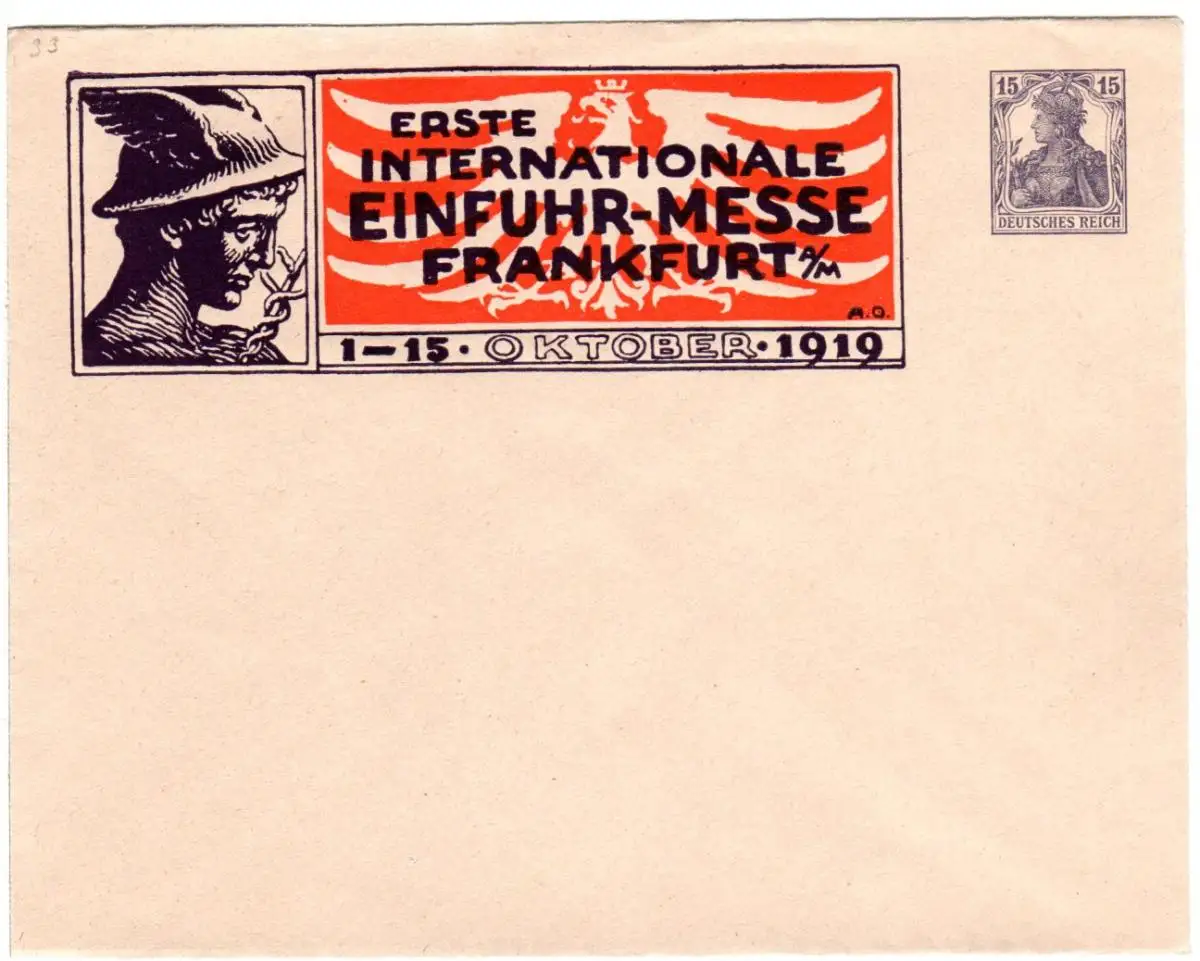 33
ERSTE
INTERNATIONALE
EINFUHR-MESSE
FRANKFURT A/M
A.O.
1—15 · OKTOBER · 1919
15 15
DEUTSCHES REICH